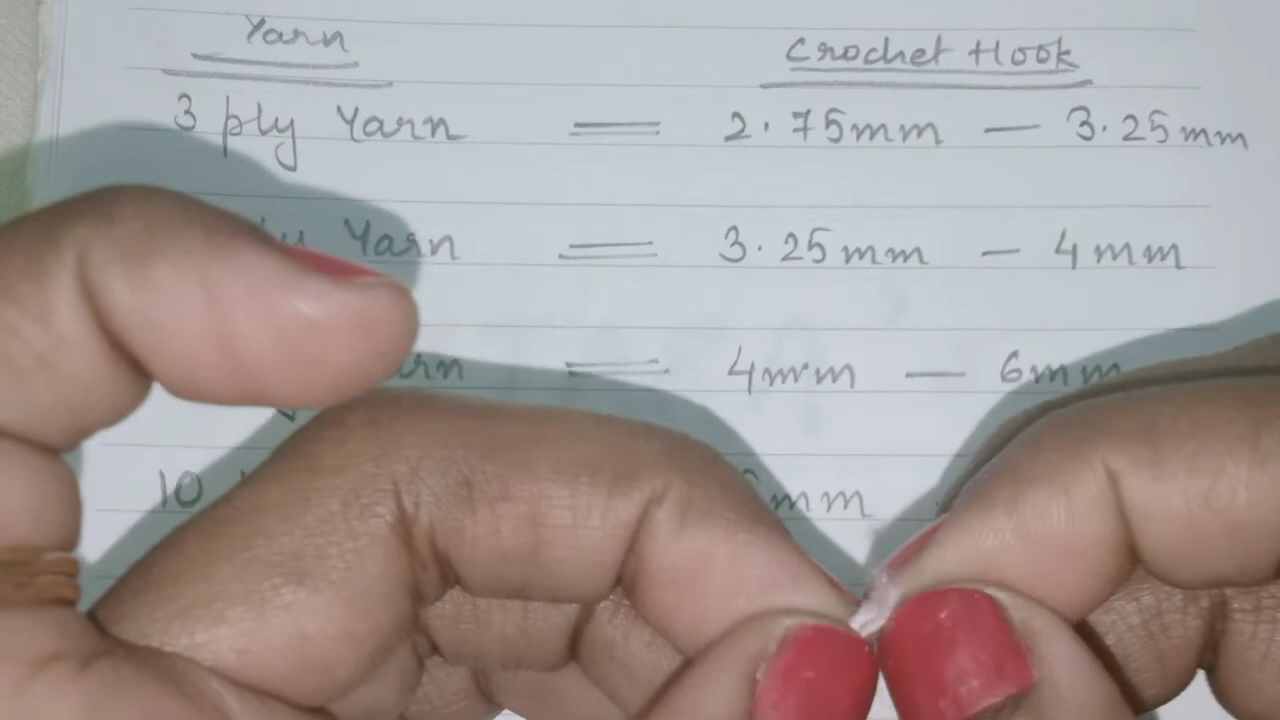 Yarn Crochet Hook
3 ply Yarn = 2.75mm - 3.25mm
Yarn = 3.25mm - 4mm
= 4mm - 6mm
10 mm